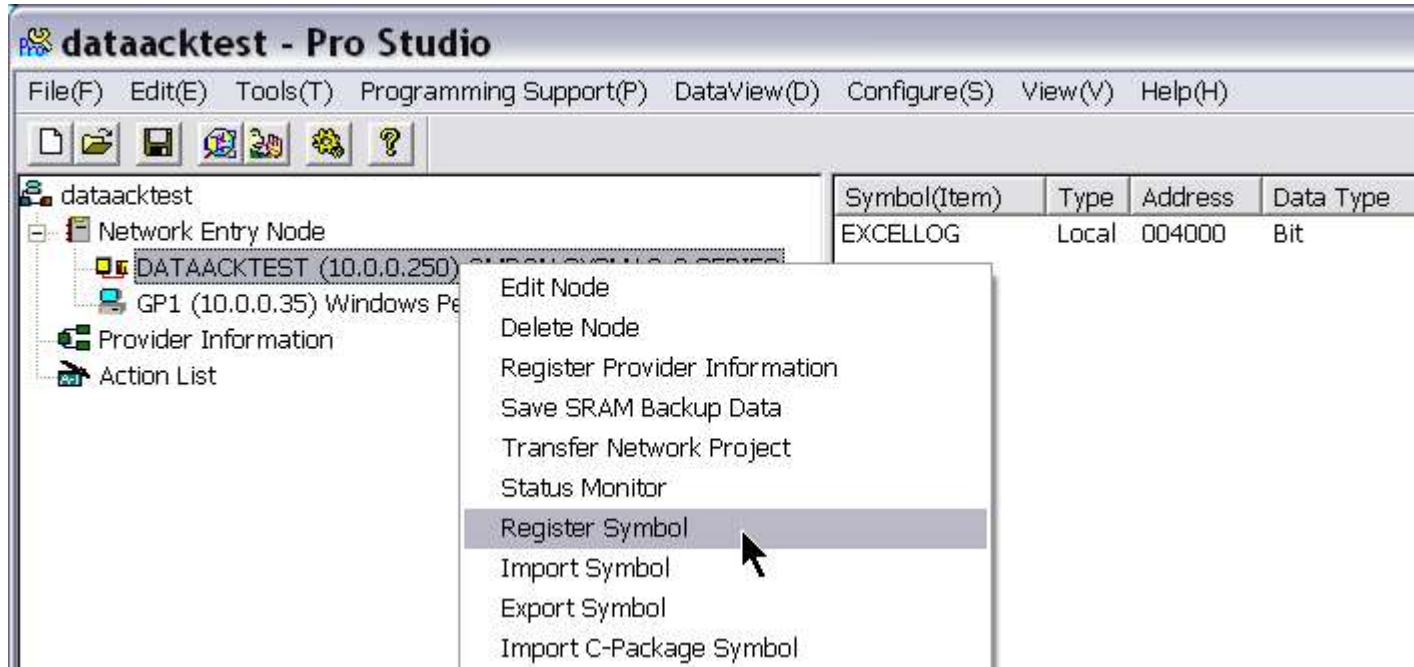 dataacktest - Pro Studio
File(F) Edit(E) Tools(T) Programming Support(P) DataView(D) Configure(S) View(V) Help(H)
dataacktest
Network Entry Node
DATAACKTEST (10.0.0.250)
GP1 (10.0.0.35) Windows Pe
Provider Information
Action List
Symbol(Item) Type Address Data Type
EXCELLOG Local 004000 Bit
Edit Node
Delete Node
Register Provider Information
Save SRAM Backup Data
Transfer Network Project
Status Monitor
Register Symbol
Import Symbol
Export Symbol
Import C-Package Symbol